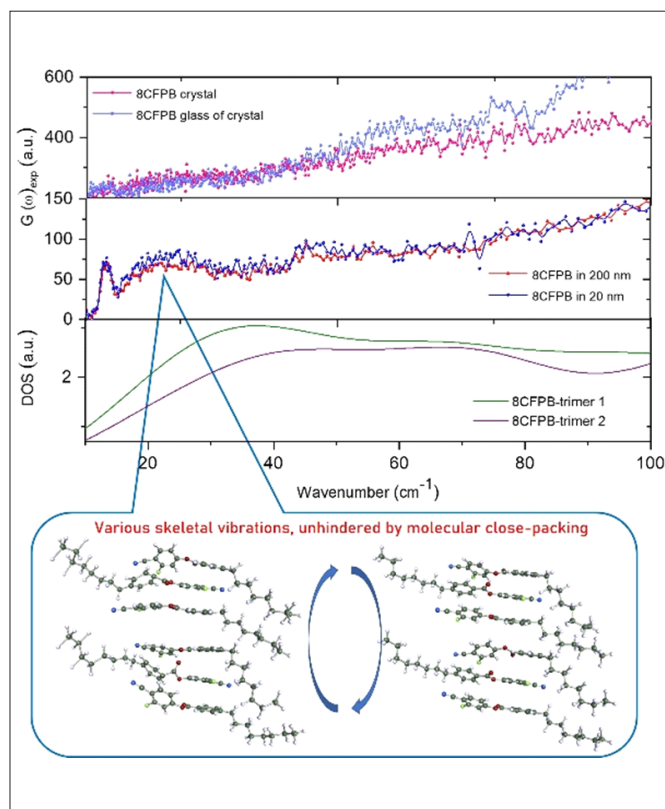 600
8CFPB crystal
8CFPB glass of crystal
400
G (ω)exp (a.u.)
150
100
50
0
8CFPB in 200 nm
8CFPB in 20 nm
DOS (a.u.)
2
8CFPB-trimer 1
8CFPB-trimer 2
20 40 60 80 100
Wavenumber (cm⁻¹)
Various skeletal vibrations, unhindered by molecular close-packing